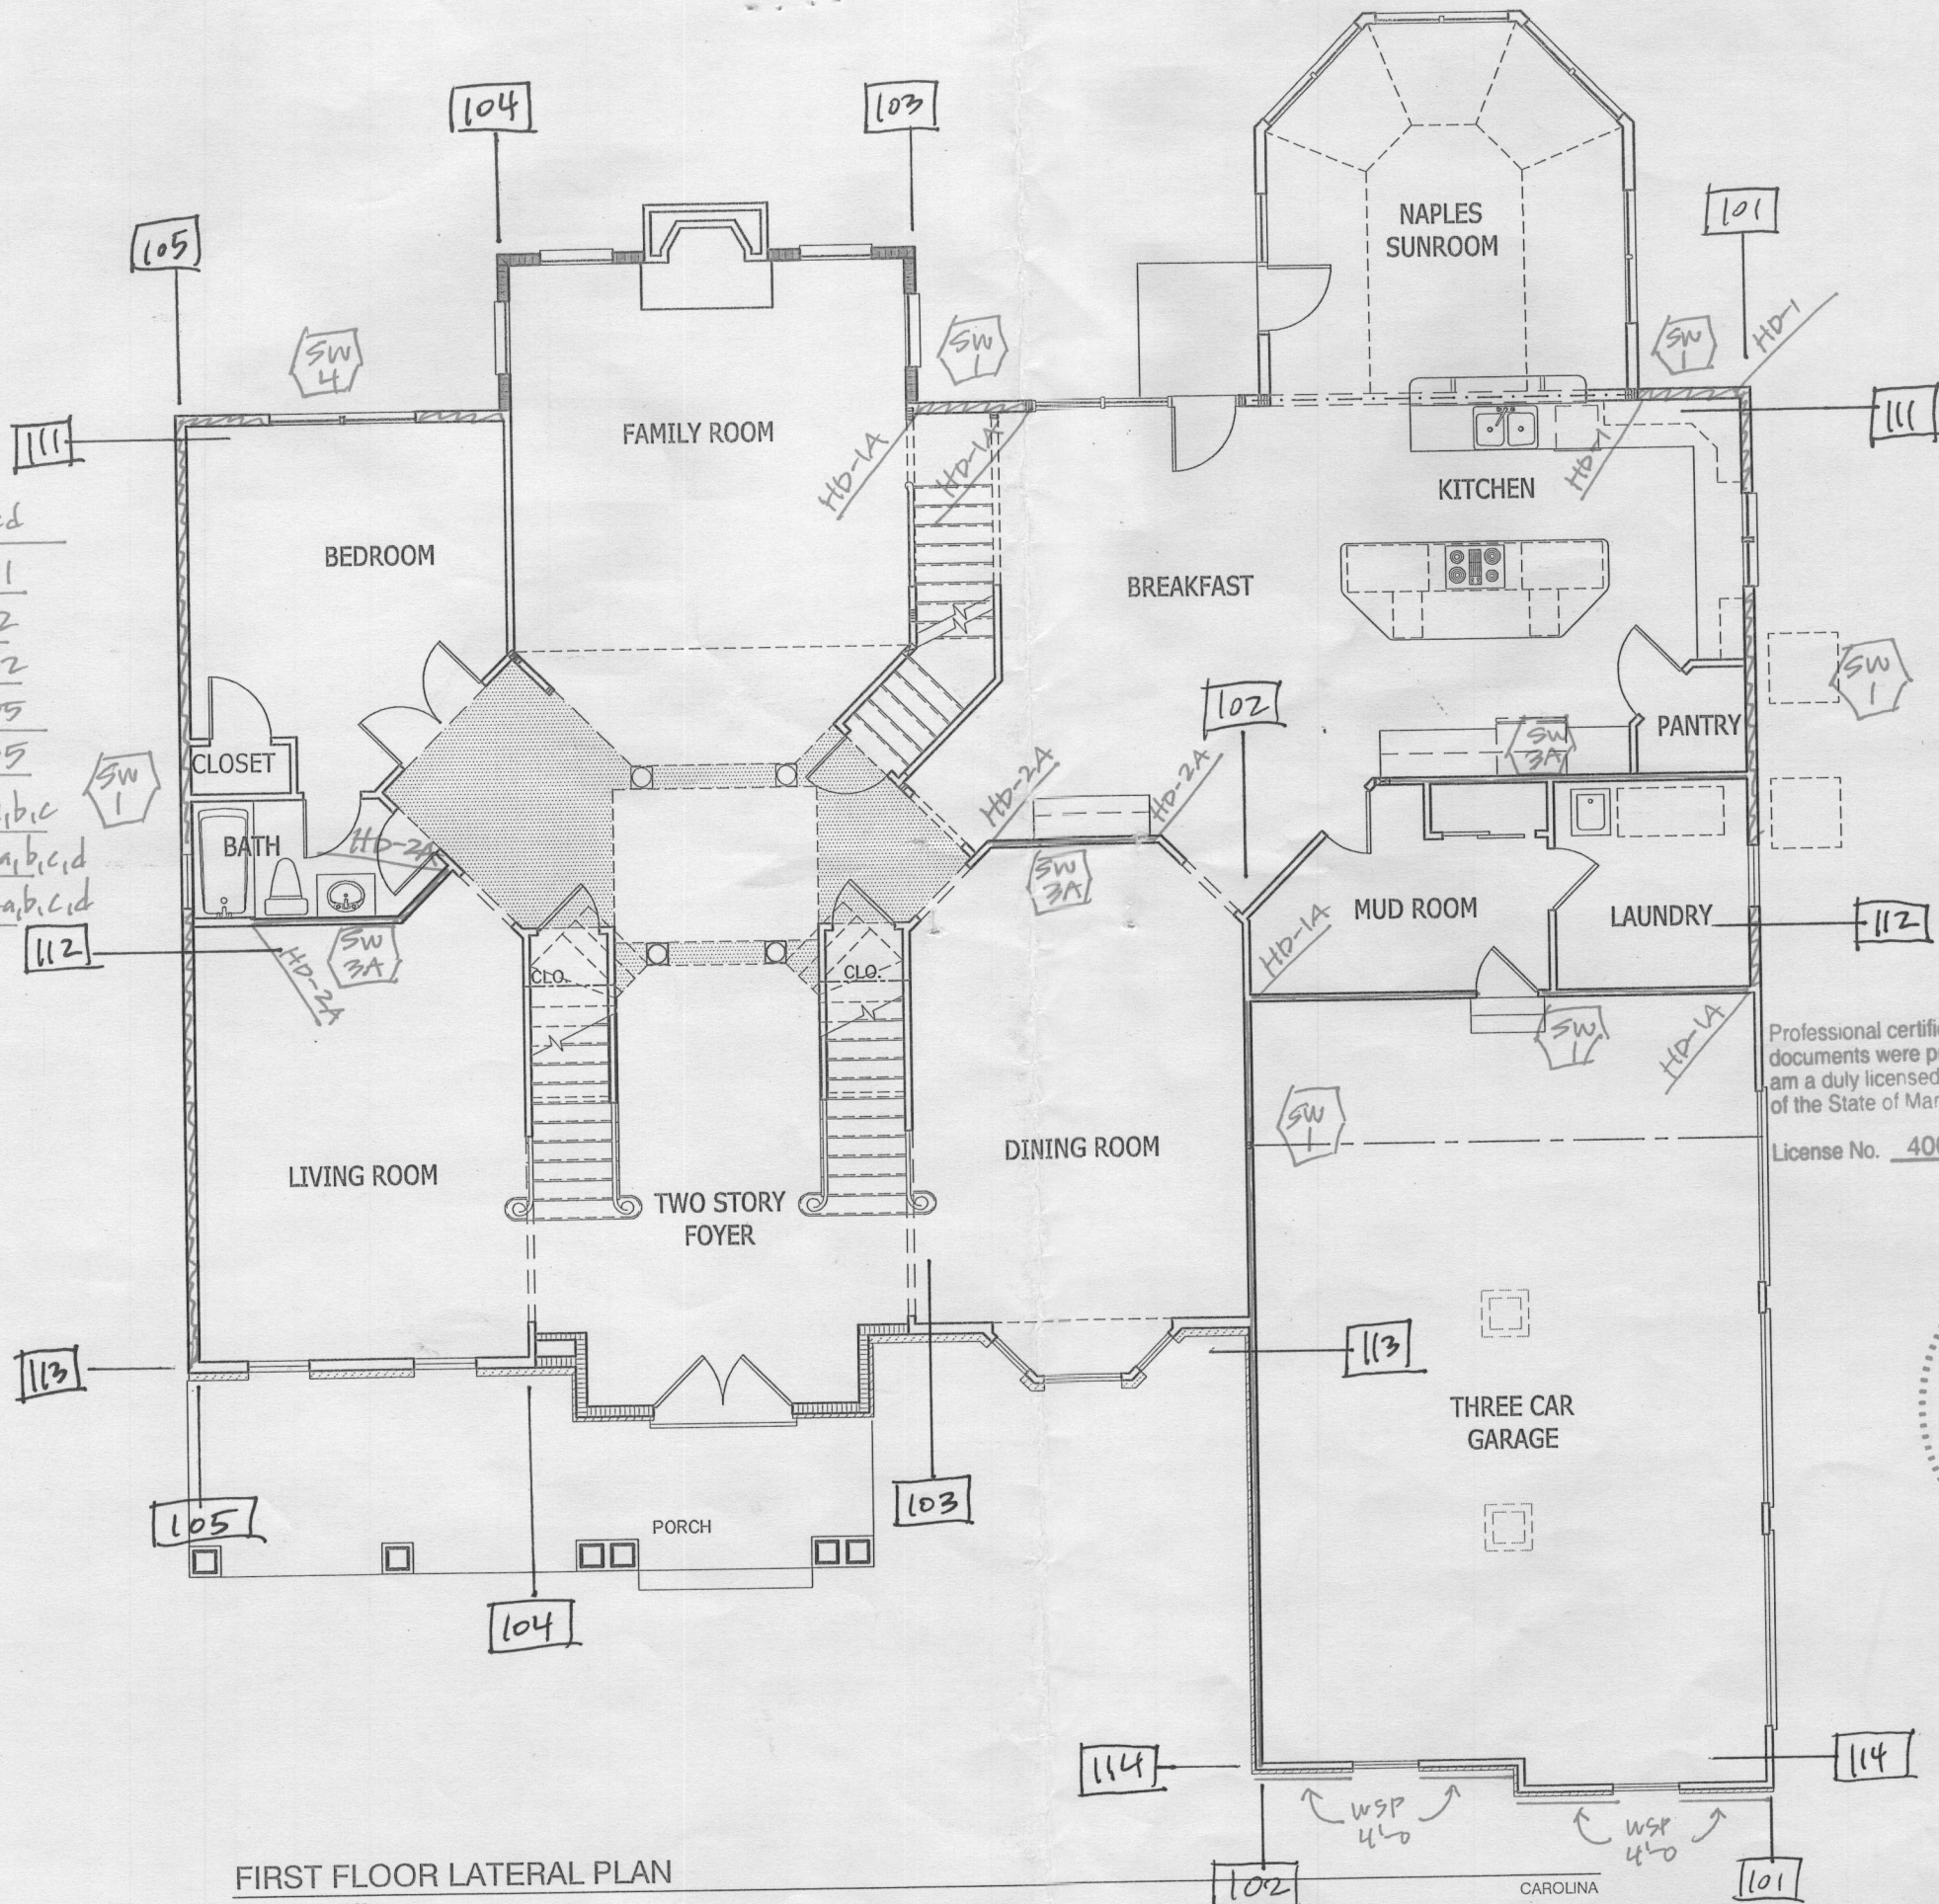 104
103
105
101
NAPLES
SUNROOM
SW
4
SW
1
SW
1
HD-1
111
111
FAMILY ROOM
HD-1A
HD-1A
HD-1
KITCHEN
BEDROOM
BREAKFAST
SW
1
102
PANTRY
SW
3A
CLOSET
SW
1
HD-2A
HD-2A
a,b,c,d
a,b,c,d
BATH
HD-2A
SW
3A
MUD ROOM
LAUNDRY
112
112
SW
3A
HD-2A
HD-1A
CLO.
CLO.
SW
1
HD-1A
Professional certific
documents were p
am a duly licensed
of the State of Mar
License No. 400
SW
1
DINING ROOM
LIVING ROOM
TWO STORY
FOYER
113
113
THREE CAR
GARAGE
105
103
PORCH
104
114
114
WSP
4'-0
WSP
4'-0
FIRST FLOOR LATERAL PLAN
102
CAROLINA
101